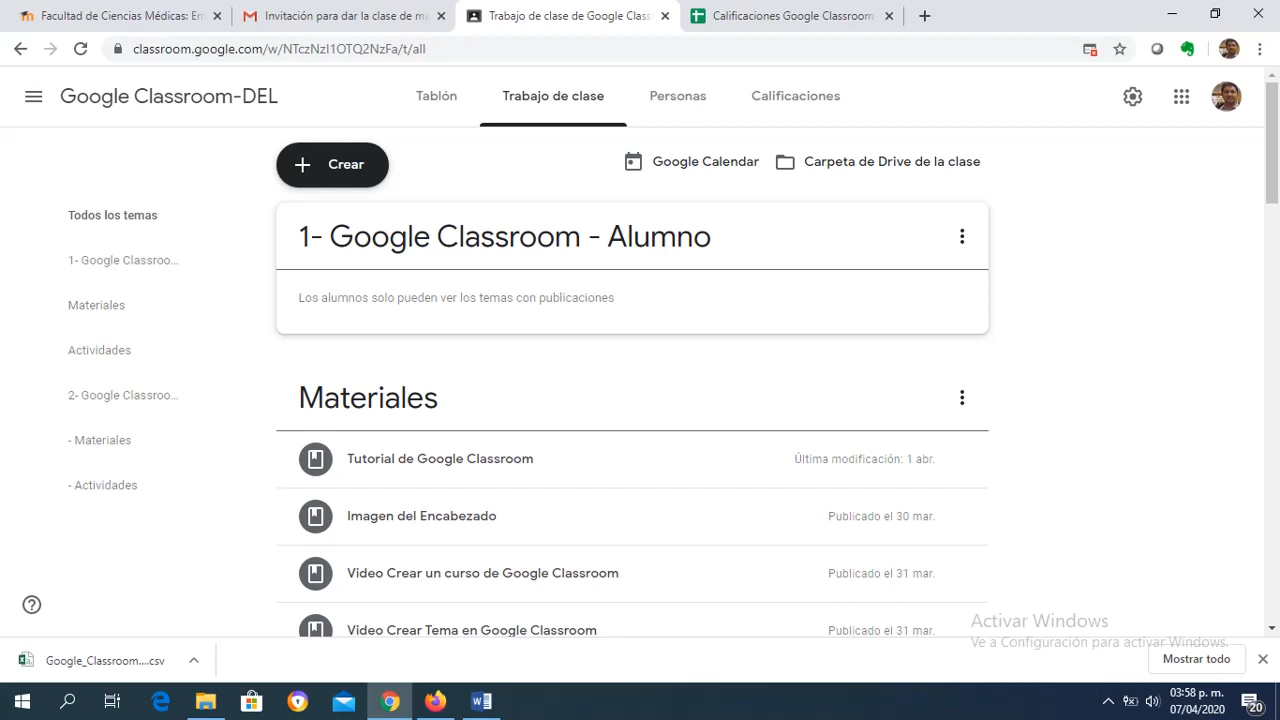 Facultad de Ciencias Médicas: En
Invitación para dar la clase de me
Trabajo de clase de Google Class
Calificaciones Google Classroom
classroom.google.com/w/NTczNzI1OTQ2NzFa/t/all
Google Classroom-DEL
Tablón
Trabajo de clase
Personas
Calificaciones
Crear
Google Calendar
Carpeta de Drive de la clase
Todos los temas
1- Google Classroo...
Materiales
Actividades
2- Google Classroo...
- Materiales
- Actividades
1- Google Classroom - Alumno
Los alumnos solo pueden ver los temas con publicaciones
Materiales
Tutorial de Google Classroom
Última modificación: 1 abr.
Imagen del Encabezado
Publicado el 30 mar.
Video Crear un curso de Google Classroom
Publicado el 31 mar.
Video Crear Tema en Google Classroom
Publicado el 31 mar.
Activar Windows
Ve a Configuración para activar Windows.
Google_Classroom....csv
Mostrar todo
03:58 p. m.
07/04/2020
20